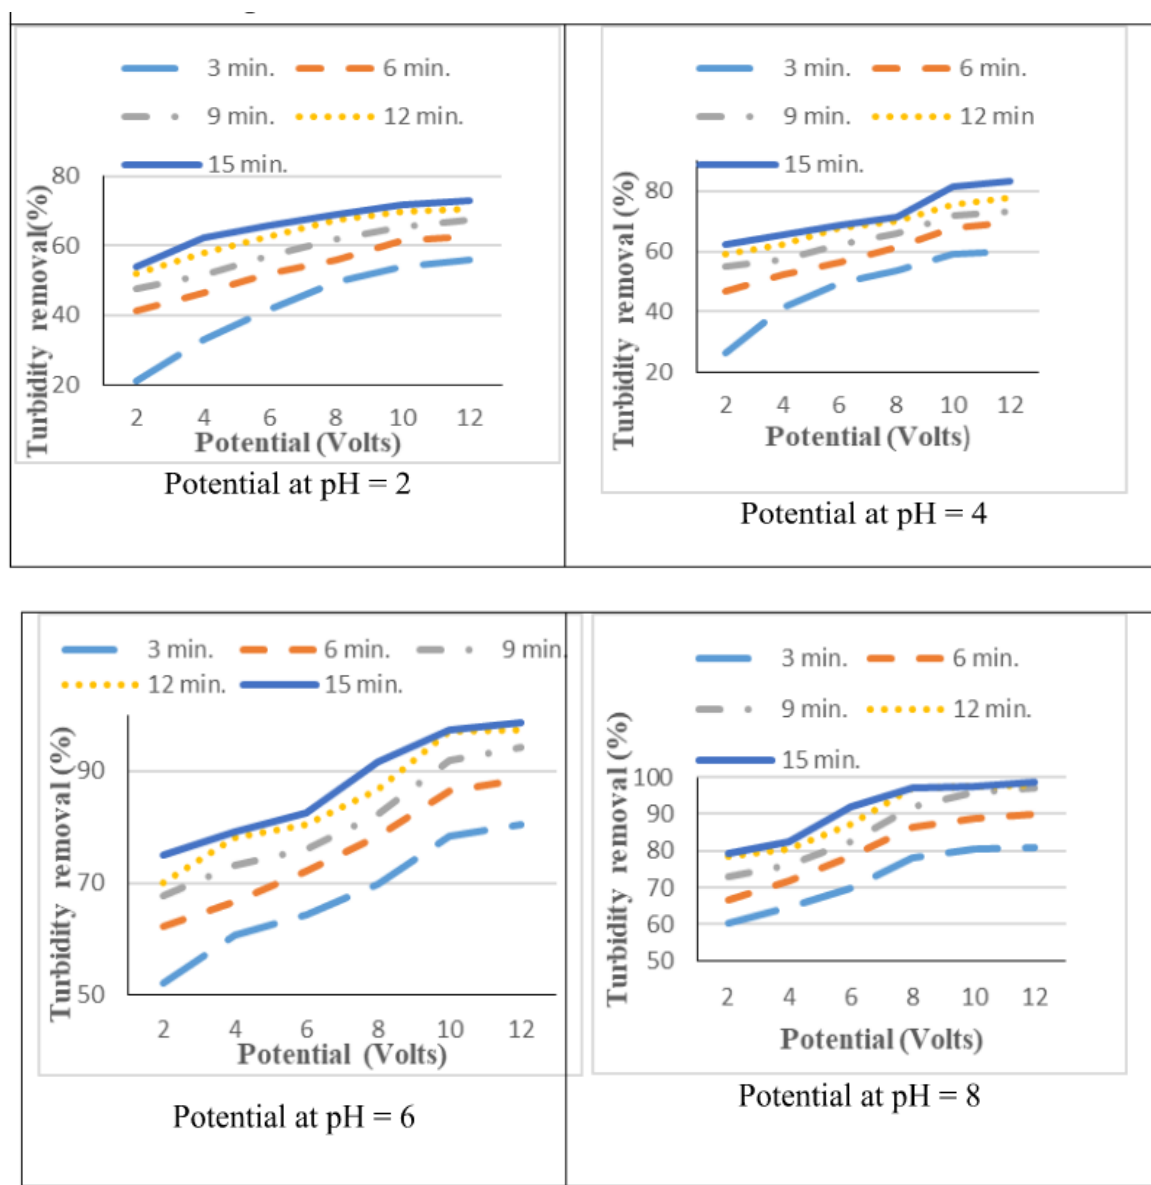 3 min. 6 min.
9 min. 12 min.
15 min.
80
60
40
20
Turbidity removal(%)
2 4 6 8 10 12
Potential (Volts)
Potential at pH = 2
3 min. 6 min.
9 min. 12 min
15 min.
80
60
40
20
Turbidity removal (%)
2 4 6 8 10 12
Potential (Volts)
Potential at pH = 4
3 min. 6 min. 9 min.
12 min. 15 min.
90
70
50
Turbidity removal (%)
2 4 6 8 10 12
Potential (Volts)
Potential at pH = 6
3 min. 6 min.
9 min. 12 min.
15 min.
100
90
80
70
60
50
Turbidity removal (%)
2 4 6 8 10 12
Potential (Volts)
Potential at pH = 8